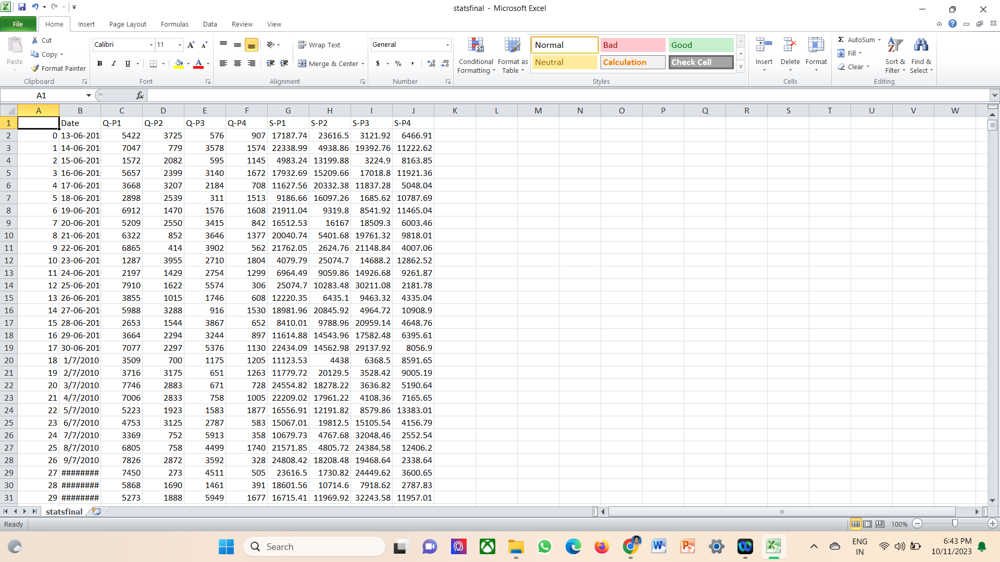 statsfinal - Microsoft Excel
File Home Insert Page Layout Formulas Data Review View
Cut
Copy
Format Painter
Paste
Clipboard
Calibri 11
B I U
Font
Wrap Text
Merge & Center
Alignment
General
$ % ,
Number
Conditional Formatting
Format as Table
Normal Bad Good
Neutral Calculation Check Cell
Styles
Insert Delete Format
Cells
Σ AutoSum
Fill
Clear
Sort & Filter
Find & Select
Editing
A1 fx
A B C D E F G H I J K L M N O P Q R S T U V W
1 Date Q-P1 Q-P2 Q-P3 Q-P4 S-P1 S-P2 S-P3 S-P4
2 0 13-06-201 5422 3725 576 907 17187.74 23616.5 3121.92 6466.91
3 1 14-06-201 7047 779 3578 1574 22338.99 4938.86 19392.76 11222.62
4 2 15-06-201 1572 2082 595 1145 4983.24 13199.88 3224.9 8163.85
5 3 16-06-201 5657 2399 3140 1672 17932.69 15209.66 17018.8 11921.36
6 4 17-06-201 3668 3207 2184 708 11627.56 20332.38 11837.28 5048.04
7 5 18-06-201 2898 2539 311 1513 9186.66 16097.26 1685.62 10787.69
8 6 19-06-201 6912 1470 1576 1608 21911.04 9319.8 8541.92 11465.04
9 7 20-06-201 5209 2550 3415 842 16512.53 16167 18509.3 6003.46
10 8 21-06-201 6322 852 3646 1377 20040.74 5401.68 19761.32 9818.01
11 9 22-06-201 6865 414 3902 562 21762.05 2624.76 21148.84 4007.06
12 10 23-06-201 1287 3955 2710 1804 4079.79 25074.7 14688.2 12862.52
13 11 24-06-201 2197 1429 2754 1299 6964.49 9059.86 14926.68 9261.87
14 12 25-06-201 7910 1622 5574 306 25074.7 10283.48 30211.08 2181.78
15 13 26-06-201 3855 1015 1746 608 12220.35 6435.1 9463.32 4335.04
16 14 27-06-201 5988 3288 916 1530 18981.96 20845.92 4964.72 10908.9
17 15 28-06-201 2653 1544 3867 652 8410.01 9788.96 20959.14 4648.76
18 16 29-06-201 3664 2294 3244 897 11614.88 14543.96 17582.48 6395.61
19 17 30-06-201 7077 2297 5376 1130 22434.09 14562.98 29137.92 8056.9
20 18 1/7/2010 3509 700 1175 1205 11123.53 4438 6368.5 8591.65
21 19 2/7/2010 3716 3175 651 1263 11779.72 20129.5 3528.42 9005.19
22 20 3/7/2010 7746 2883 671 728 24554.82 18278.22 3636.82 5190.64
23 21 4/7/2010 7006 2833 758 1005 22209.02 17961.22 4108.36 7165.65
24 22 5/7/2010 5223 1923 1583 1877 16556.91 12191.82 8579.86 13383.01
25 23 6/7/2010 4753 3125 2787 583 15067.01 19812.5 15105.54 4156.79
26 24 7/7/2010 3369 752 5913 358 10679.73 4767.68 32048.46 2552.54
27 25 8/7/2010 6805 758 4499 1740 21571.85 4805.72 24384.58 12406.2
28 26 9/7/2010 7826 2872 3592 328 24808.42 18208.48 19468.64 2338.64
29 27 ######## 7450 273 4511 505 23616.5 1730.82 24449.62 3600.65
30 28 ######## 5868 1690 1461 391 18601.56 10714.6 7918.62 2787.83
31 29 ######## 5273 1888 5949 1677 16715.41 11969.92 32243.58 11957.01
statsfinal
Ready 100%
Search
ENG
IN
6:43 PM
10/11/2023